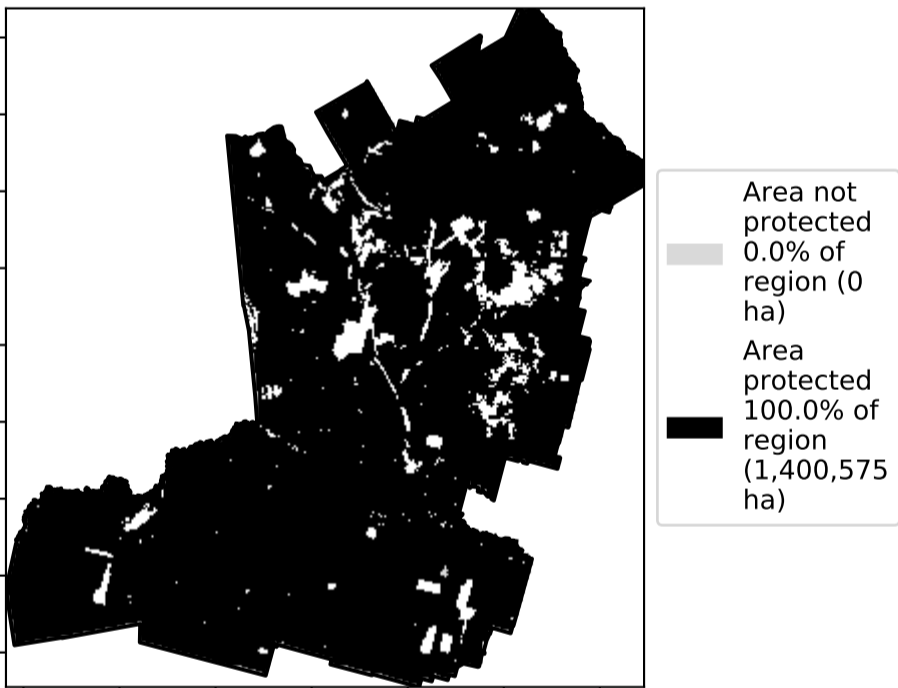 Area not
protected
0.0% of
region (0
ha)
Area
protected
100.0% of
region
(1,400,575
ha)